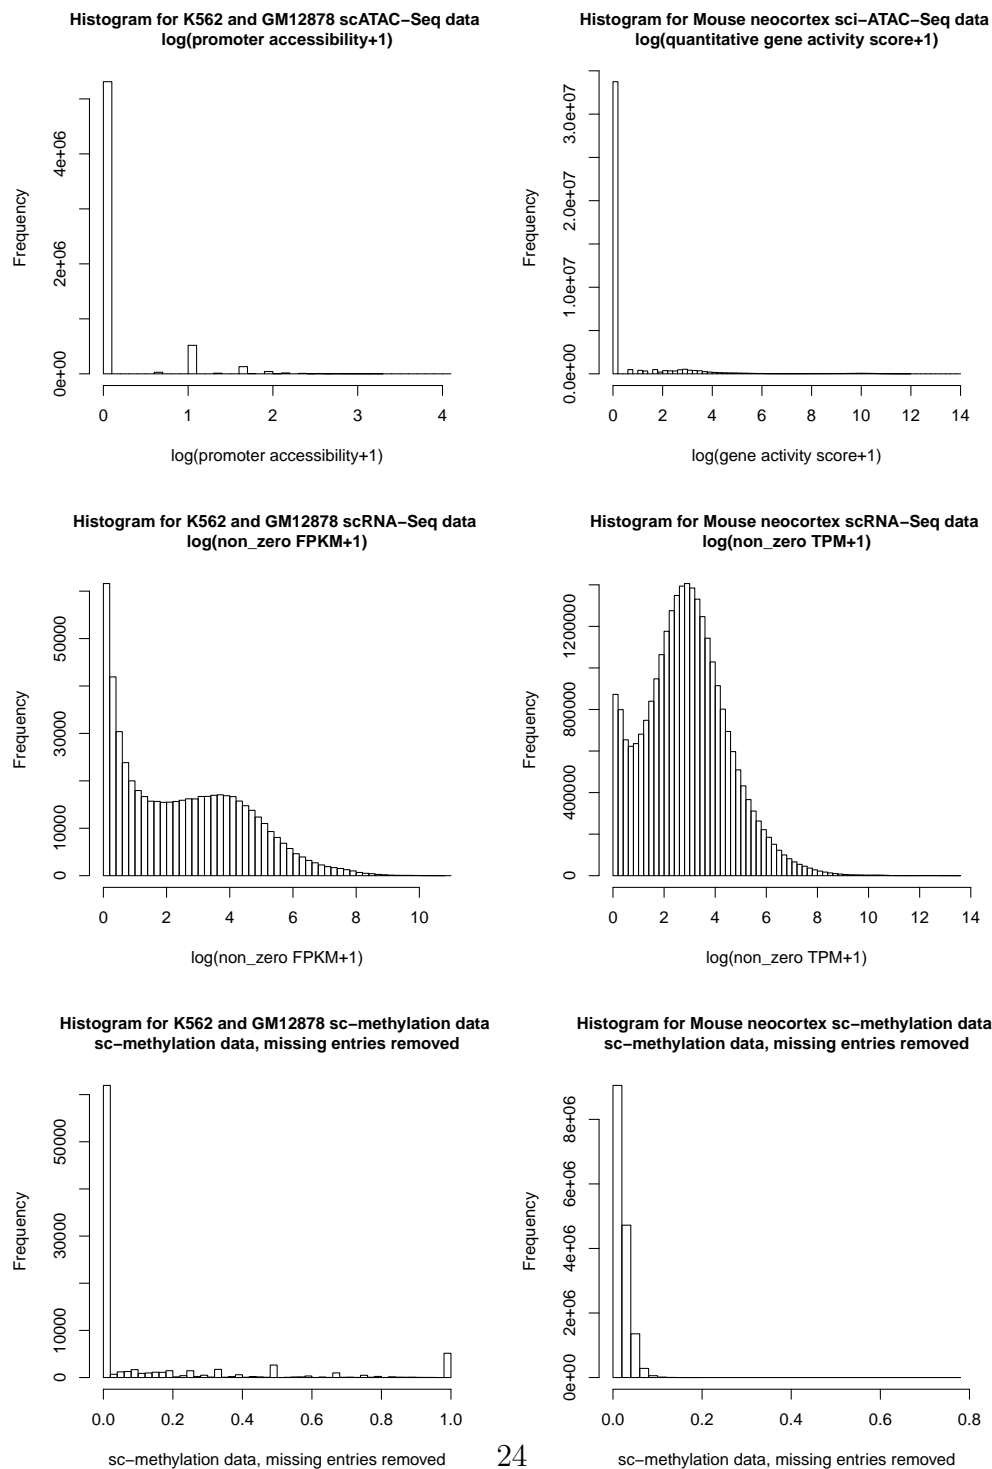 Histogram for K562 and GM12878 scATAC−Seq data
log(promoter accessibility+1)
Frequency
0e+00 2e+06 4e+06
0 1 2 3 4
log(promoter accessibility+1)
Histogram for Mouse neocortex sci−ATAC−Seq data
log(quantitative gene activity score+1)
Frequency
0.0e+00 1.0e+07 2.0e+07 3.0e+07
0 2 4 6 8 10 12 14
log(gene activity score+1)
Histogram for K562 and GM12878 scRNA−Seq data
log(non_zero FPKM+1)
Frequency
0 10000 30000 50000
0 2 4 6 8 10
log(non_zero FPKM+1)
Histogram for Mouse neocortex scRNA−Seq data
log(non_zero TPM+1)
Frequency
0 400000 800000 1200000
0 2 4 6 8 10 12 14
log(non_zero TPM+1)
Histogram for K562 and GM12878 sc−methylation data
sc−methylation data, missing entries removed
Frequency
0 10000 30000 50000
0.0 0.2 0.4 0.6 0.8 1.0
sc−methylation data, missing entries removed
Histogram for Mouse neocortex sc−methylation data
sc−methylation data, missing entries removed
Frequency
0e+00 2e+06 4e+06 6e+06 8e+06
0.0 0.2 0.4 0.6 0.8
sc−methylation data, missing entries removed
24